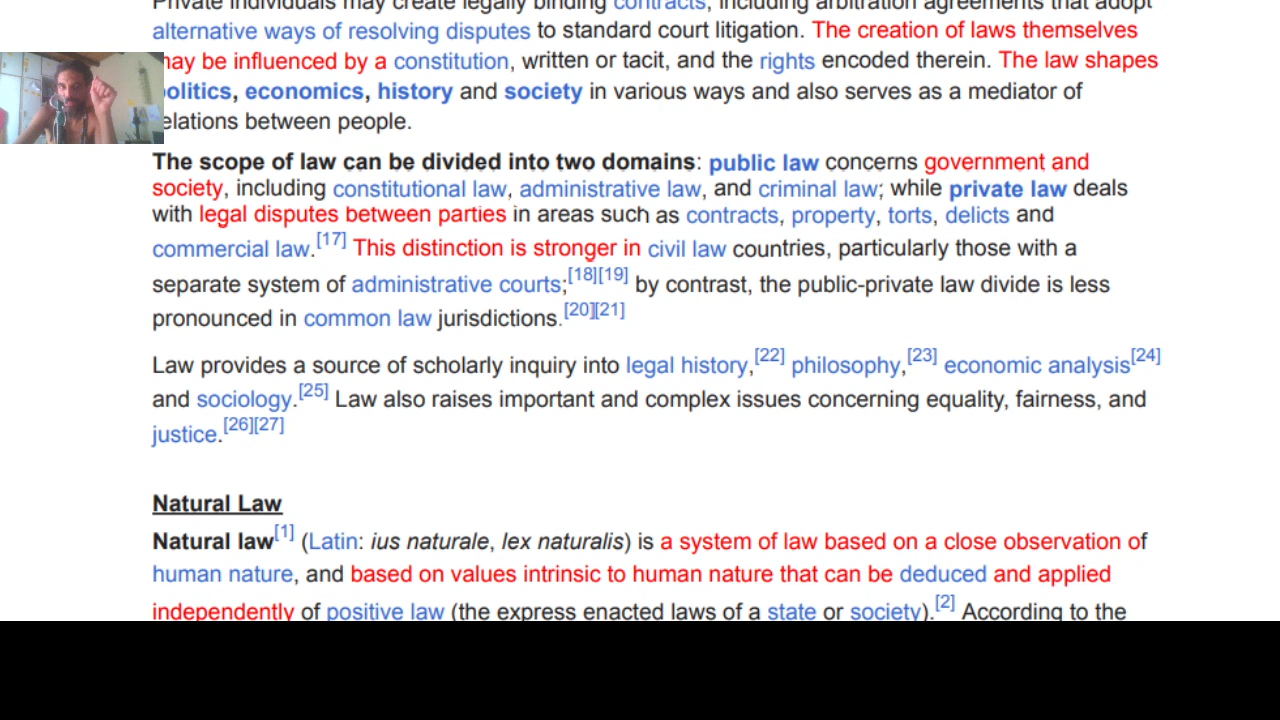 Private individuals may create legally binding contracts, including arbitration agreements that adopt
alternative ways of resolving disputes to standard court litigation. The creation of laws themselves
may be influenced by a constitution, written or tacit, and the rights encoded therein. The law shapes
politics, economics, history and society in various ways and also serves as a mediator of
relations between people.
The scope of law can be divided into two domains: public law concerns government and
society, including constitutional law, administrative law, and criminal law; while private law deals
with legal disputes between parties in areas such as contracts, property, torts, delicts and
commercial law.[17] This distinction is stronger in civil law countries, particularly those with a
separate system of administrative courts;[18][19] by contrast, the public-private law divide is less
pronounced in common law jurisdictions.[20][21]
Law provides a source of scholarly inquiry into legal history,[22] philosophy,[23] economic analysis[24]
and sociology.[25] Law also raises important and complex issues concerning equality, fairness, and
justice.[26][27]
Natural Law
Natural law[1] (Latin: ius naturale, lex naturalis) is a system of law based on a close observation of
human nature, and based on values intrinsic to human nature that can be deduced and applied
independently of positive law (the express enacted laws of a state or society).[2] According to the